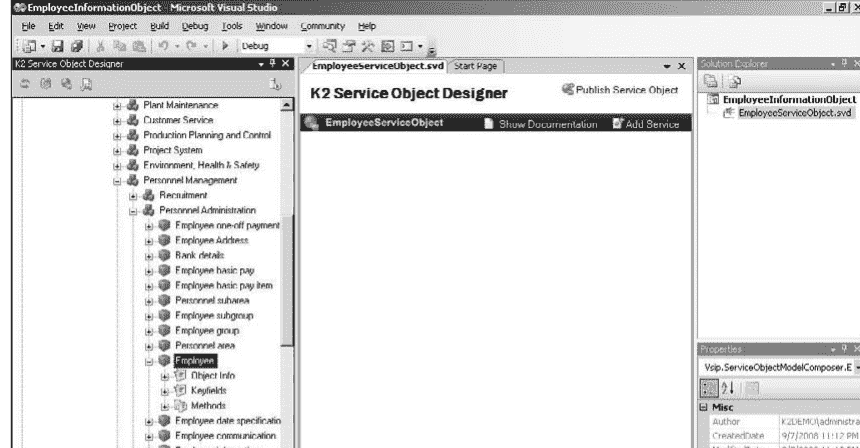 EmployeeInformationObject - Microsoft Visual Studio
File Edit View Project Build Debug Tools Window Community Help
Debug
K2 Service Object Designer
Plant Maintenance
Customer Service
Production Planning and Control
Project System
Environment, Health & Safety
Personnel Management
Recruitment
Personnel Administration
Employee one-off payment
Employee Address
Bank details
Employee basic pay
Employee basic pay item
Personnel subarea
Employee subgroup
Employee group
Personnel area
Employee
Object Info
Keyfields
Methods
Employee date specificatio
Employee communication
EmployeeServiceObject.svd Start Page
K2 Service Object Designer
Publish Service Object
EmployeeServiceObject Show Documentation Add Service
Solution Explorer
EmployeeInformationObject
EmployeeServiceObject.svd
Properties
Vsip.ServiceObjectModelComposer.E
Misc
Author K2DEMO\administra
CreatedDate 9/7/2008 11:12 PM